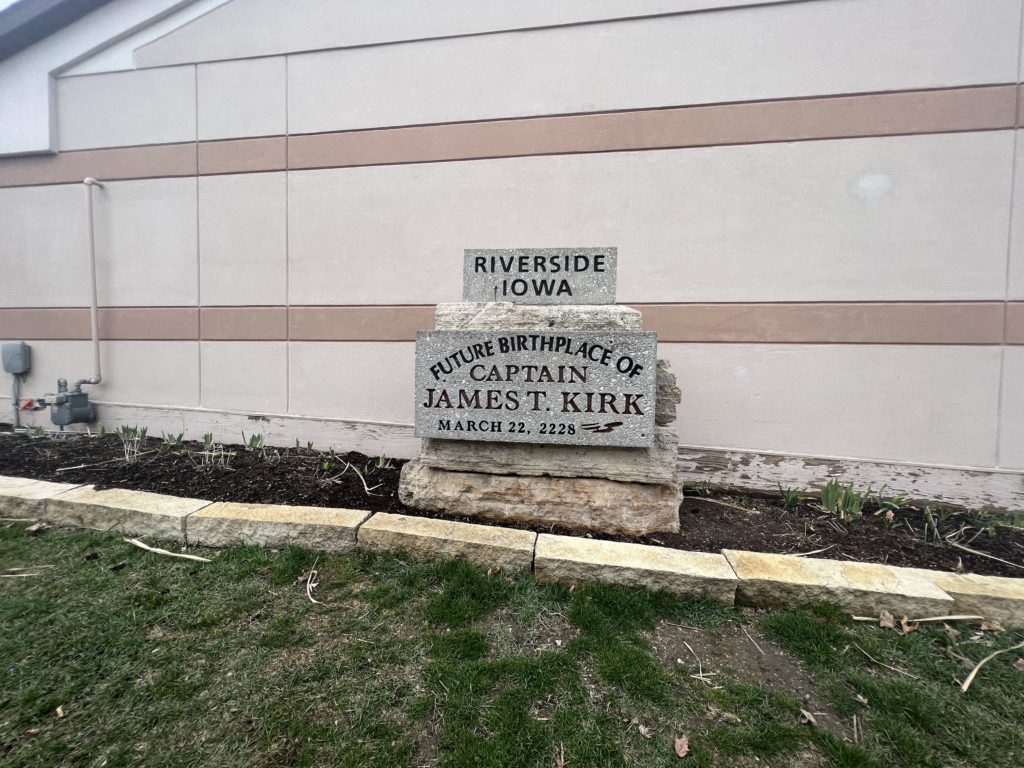 RIVERSIDE
IOWA
FUTURE BIRTHPLACE OF
CAPTAIN
JAMES T. KIRK
MARCH 22, 2228